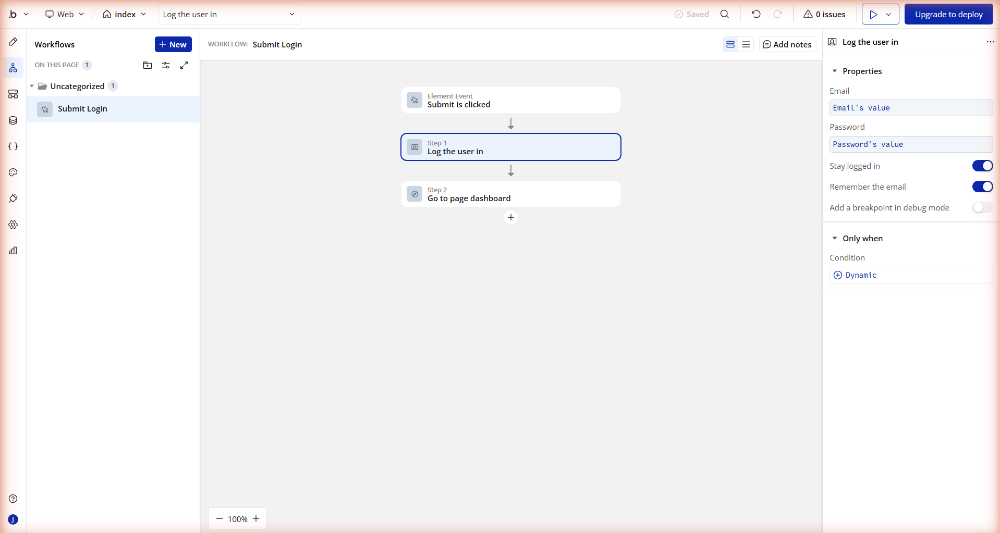 .b
Web
index
Log the user in
Saved
0 issues
Upgrade to deploy
Workflows
+ New
ON THIS PAGE 1
Uncategorized 1
Submit Login
WORKFLOW: Submit Login
Add notes
Element Event
Submit is clicked
Step 1
Log the user in
Step 2
Go to page dashboard
100%
J
Log the user in
Properties
Email
Email's value
Password
Password's value
Stay logged in
Remember the email
Add a breakpoint in debug mode
Only when
Condition
Dynamic